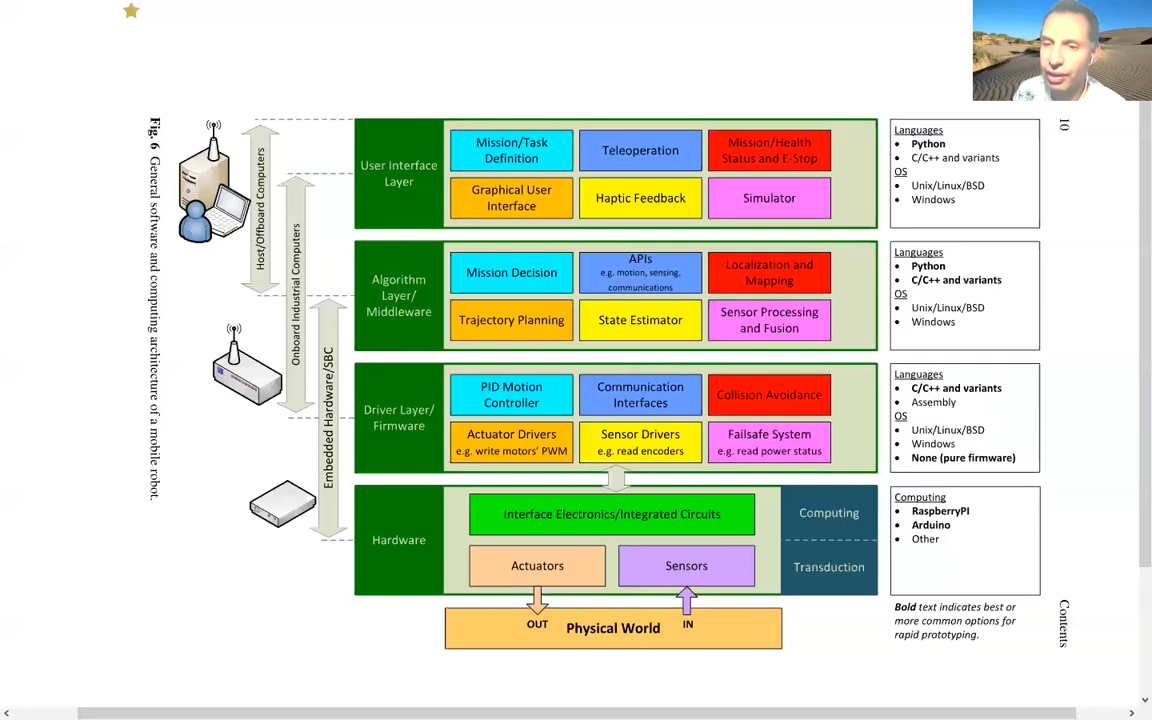 10
Fig. 6 General software and computing architecture of a mobile robot.
Host/Offboard Computers
Onboard Industrial Computers
Embedded Hardware/SBC
User Interface
Layer
Mission/Task
Definition
Teleoperation
Mission/Health
Status and E-Stop
Graphical User
Interface
Haptic Feedback
Simulator
Languages
• Python
• C/C++ and variants
OS
• Unix/Linux/BSD
• Windows
Algorithm
Layer/
Middleware
Mission Decision
APIs
e.g. motion, sensing,
communications
Localization and
Mapping
Trajectory Planning
State Estimator
Sensor Processing
and Fusion
Languages
• Python
• C/C++ and variants
OS
• Unix/Linux/BSD
• Windows
Driver Layer/
Firmware
PID Motion
Controller
Communication
Interfaces
Collision Avoidance
Actuator Drivers
e.g. write motors' PWM
Sensor Drivers
e.g. read encoders
Failsafe System
e.g. read power status
Languages
• C/C++ and variants
• Assembly
OS
• Unix/Linux/BSD
• Windows
• None (pure firmware)
Hardware
Interface Electronics/Integrated Circuits
Computing
Actuators
Sensors
Transduction
Computing
• RaspberryPI
• Arduino
• Other
OUT
Physical World
IN
Bold text indicates best or
more common options for
rapid prototyping.
Contents